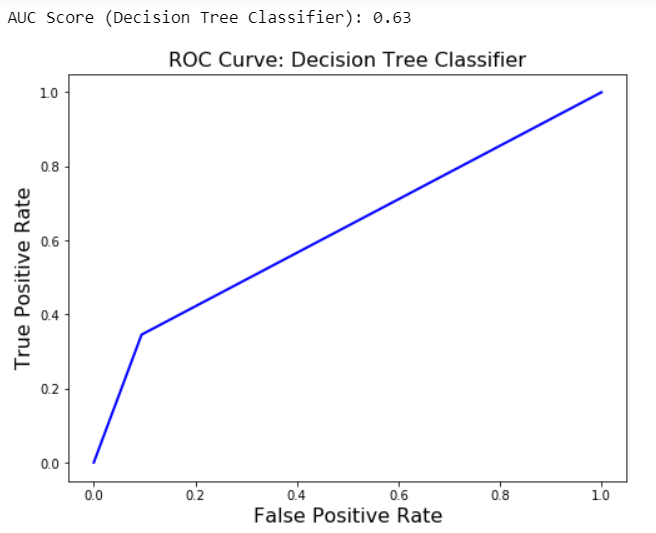 AUC Score (Decision Tree Classifier): 0.63
ROC Curve: Decision Tree Classifier
True Positive Rate
1.0
0.8
0.6
0.4
0.2
0.0
0.0 0.2 0.4 0.6 0.8 1.0
False Positive Rate